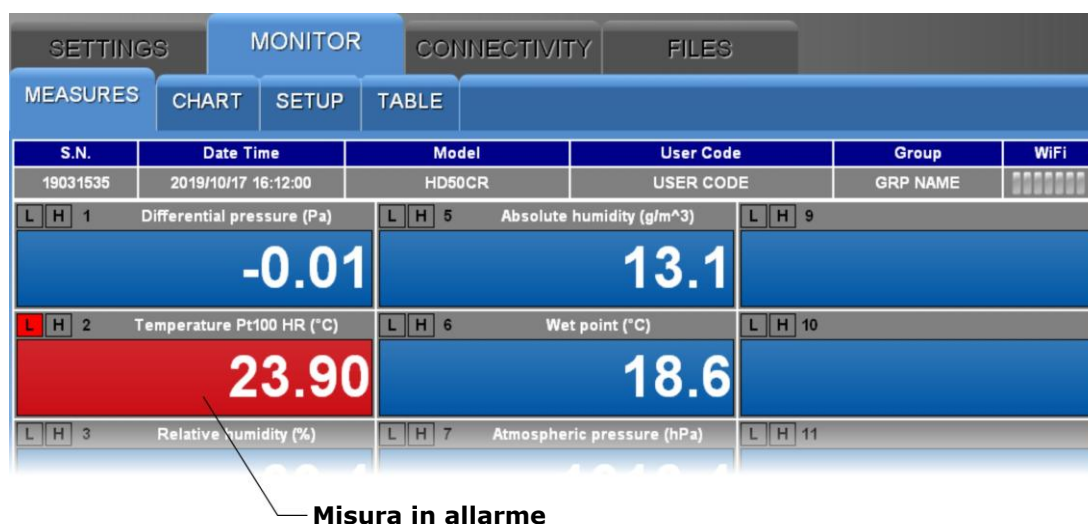 SETTINGS MONITOR CONNECTIVITY FILES
MEASURES CHART SETUP TABLE
S.N. Date Time Model User Code Group WiFi
19031535 2019/10/17 16:12:00 HD50CR USER CODE GRP NAME
L H 1 Differential pressure (Pa) L H 5 Absolute humidity (g/m^3) L H 9
-0.01 13.1
L H 2 Temperature Pt100 HR (°C) L H 6 Wet point (°C) L H 10
23.90 18.6
L H 3 Relative humidity (%) L H 7 Atmospheric pressure (hPa) L H 11
Misura in allarme